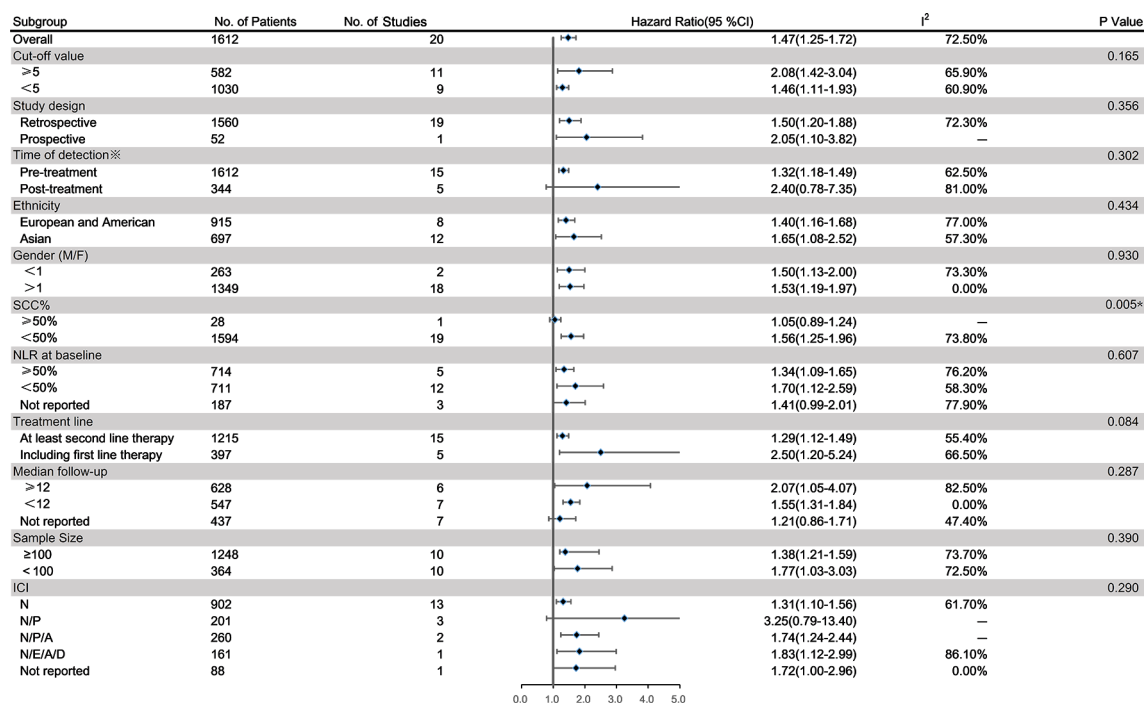 Subgroup No. of Patients No. of Studies Hazard Ratio(95 %CI) I² P Value
Overall 1612 20 1.47(1.25-1.72) 72.50%
Cut-off value 0.165
≥5 582 11 2.08(1.42-3.04) 65.90%
<5 1030 9 1.46(1.11-1.93) 60.90%
Study design 0.356
Retrospective 1560 19 1.50(1.20-1.88) 72.30%
Prospective 52 1 2.05(1.10-3.82) —
Time of detection※ 0.302
Pre-treatment 1612 15 1.32(1.18-1.49) 62.50%
Post-treatment 344 5 2.40(0.78-7.35) 81.00%
Ethnicity 0.434
European and American 915 8 1.40(1.16-1.68) 77.00%
Asian 697 12 1.65(1.08-2.52) 57.30%
Gender (M/F) 0.930
<1 263 2 1.50(1.13-2.00) 73.30%
>1 1349 18 1.53(1.19-1.97) 0.00%
SCC% 0.005*
≥50% 28 1 1.05(0.89-1.24) —
<50% 1594 19 1.56(1.25-1.96) 73.80%
NLR at baseline 0.607
≥50% 714 5 1.34(1.09-1.65) 76.20%
<50% 711 12 1.70(1.12-2.59) 58.30%
Not reported 187 3 1.41(0.99-2.01) 77.90%
Treatment line 0.084
At least second line therapy 1215 15 1.29(1.12-1.49) 55.40%
Including first line therapy 397 5 2.50(1.20-5.24) 66.50%
Median follow-up 0.287
≥12 628 6 2.07(1.05-4.07) 82.50%
<12 547 7 1.55(1.31-1.84) 0.00%
Not reported 437 7 1.21(0.86-1.71) 47.40%
Sample Size 0.390
≥100 1248 10 1.38(1.21-1.59) 73.70%
<100 364 10 1.77(1.03-3.03) 72.50%
ICI 0.290
N 902 13 1.31(1.10-1.56) 61.70%
N/P 201 3 3.25(0.79-13.40) —
N/P/A 260 2 1.74(1.24-2.44) —
N/E/A/D 161 1 1.83(1.12-2.99) 86.10%
Not reported 88 1 1.72(1.00-2.96) 0.00%
0.0 1.0 2.0 3.0 4.0 5.0